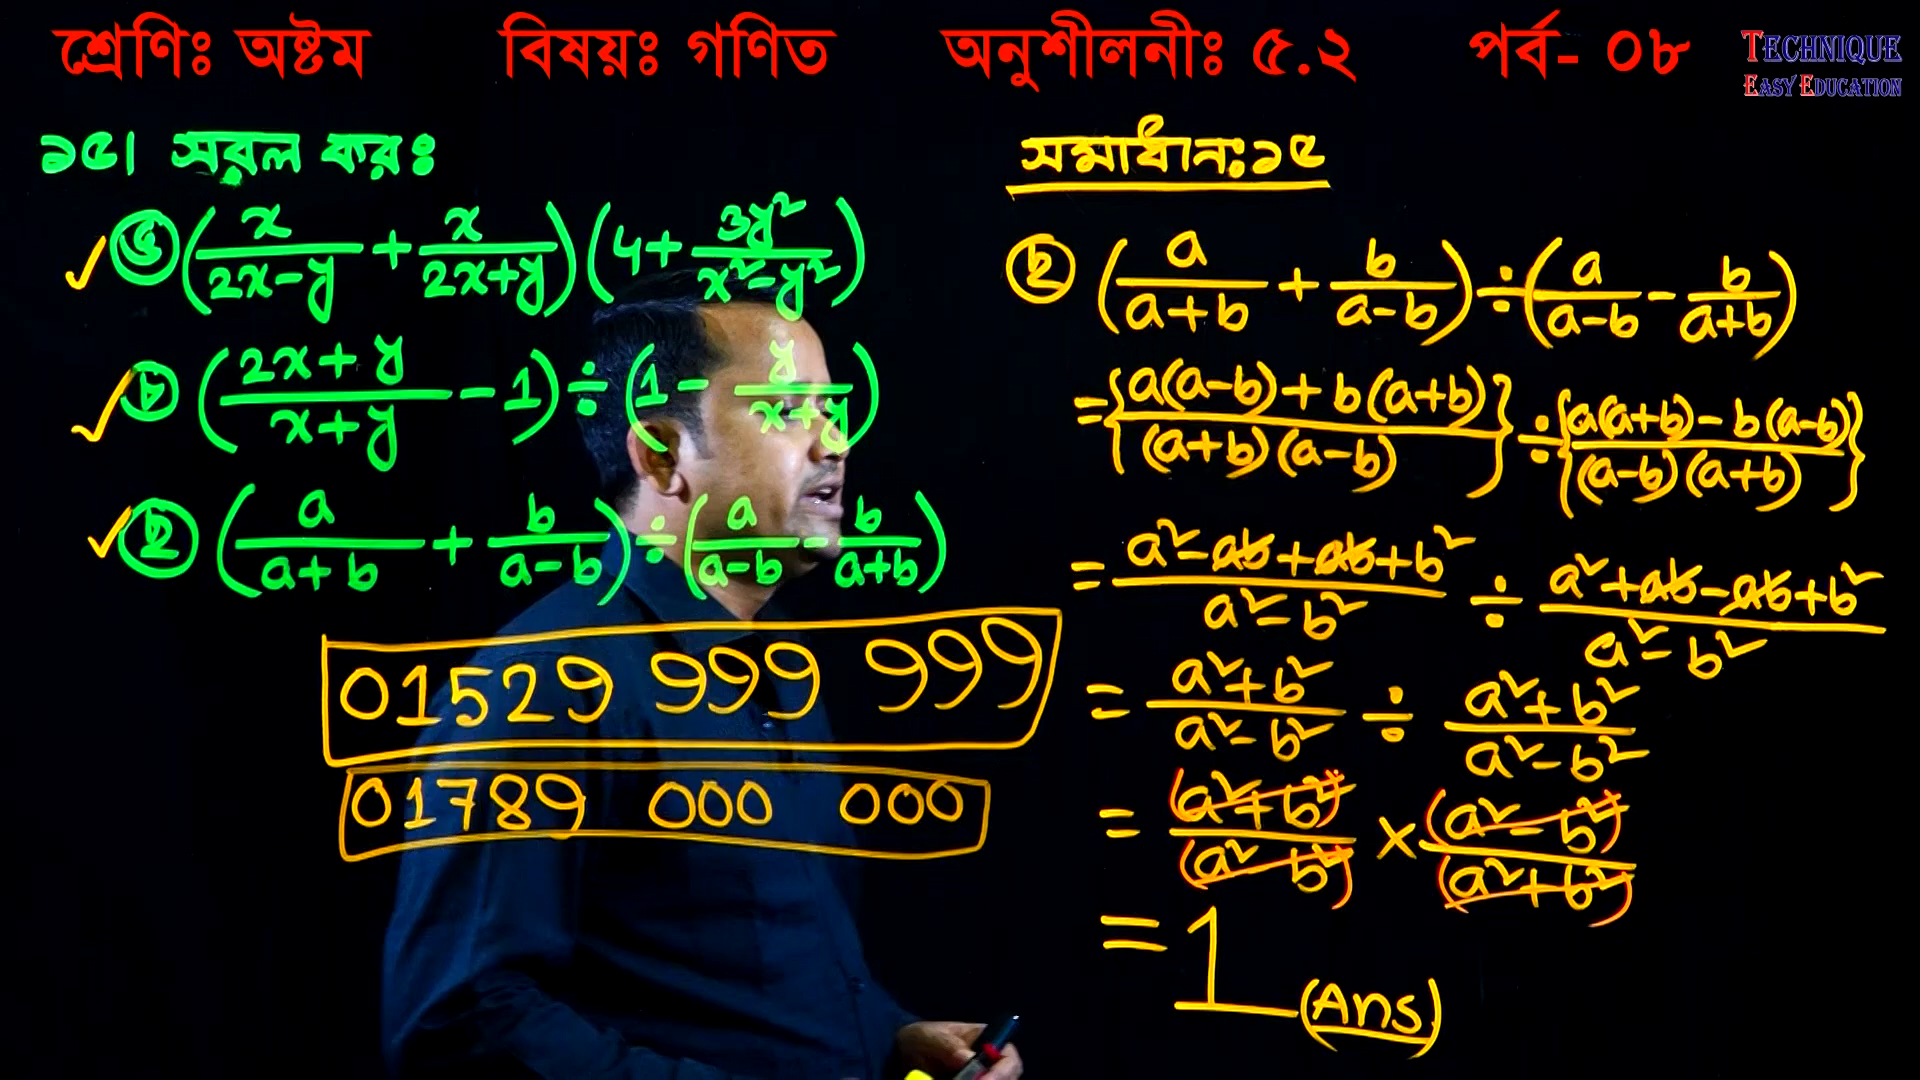 শ্রেণিঃ অষ্টম বিষয়ঃ গণিত অনুশীলনীঃ ৫.২ পর্ব- ০৮
TECHNIQUE
EASY EDUCATION
১৫। সরল করঃ
ঙ (x/(2x-y) + x/(2x+y)) (4 + 3y²/(x²-y²))
চ ((2x+y)/(x+y) - 1) ÷ (1 - y/(x+y))
ছ (a/(a+b) + b/(a-b)) ÷ (a/(a-b) - b/(a+b))
01529 999 999
01789 000 000
সমাধানঃ১৫
ছ (a/(a+b) + b/(a-b)) ÷ (a/(a-b) - b/(a+b))
= {(a(a-b) + b(a+b))/((a+b)(a-b))} ÷ {(a(a+b) - b(a-b))/((a-b)(a+b))}
= (a²-ab+ab+b²)/(a²-b²) ÷ (a²+ab-ab+b²)/(a²-b²)
= (a²+b²)/(a²-b²) ÷ (a²+b²)/(a²-b²)
= (a²+b²)/(a²-b²) × (a²-b²)/(a²+b²)
= 1 (Ans)